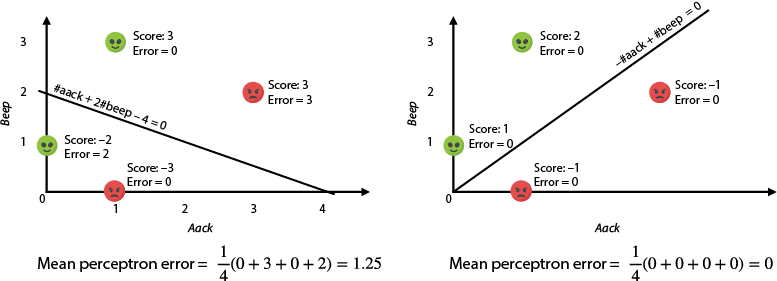 3
Score: 3
Error = 0
2
Score: 3
Error = 3
#aack + 2#beep – 4 = 0
Beep
1
Score: –2
Error = 2
Score: –3
Error = 0
0
1
2
3
4
Aack
Mean perceptron error = 1/4(0 + 3 + 0 + 2) = 1.25
3
Score: 2
Error = 0
–#aack + #beep = 0
2
Score: –1
Error = 0
Beep
1
Score: 1
Error = 0
Score: –1
Error = 0
0
Aack
Mean perceptron error = 1/4(0 + 0 + 0 + 0) = 0